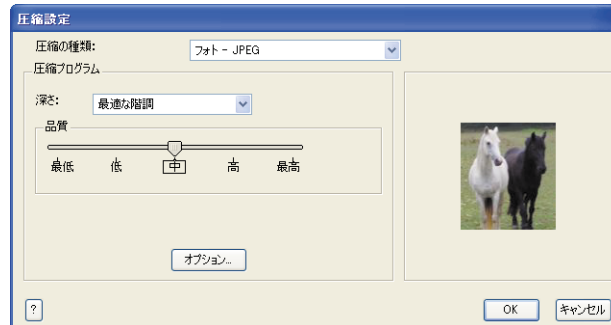 圧縮設定
圧縮の種類: フォト - JPEG
圧縮プログラム
深さ: 最適な階調
品質
最低 低 中 高 最高
オプション...
? OK キャンセル